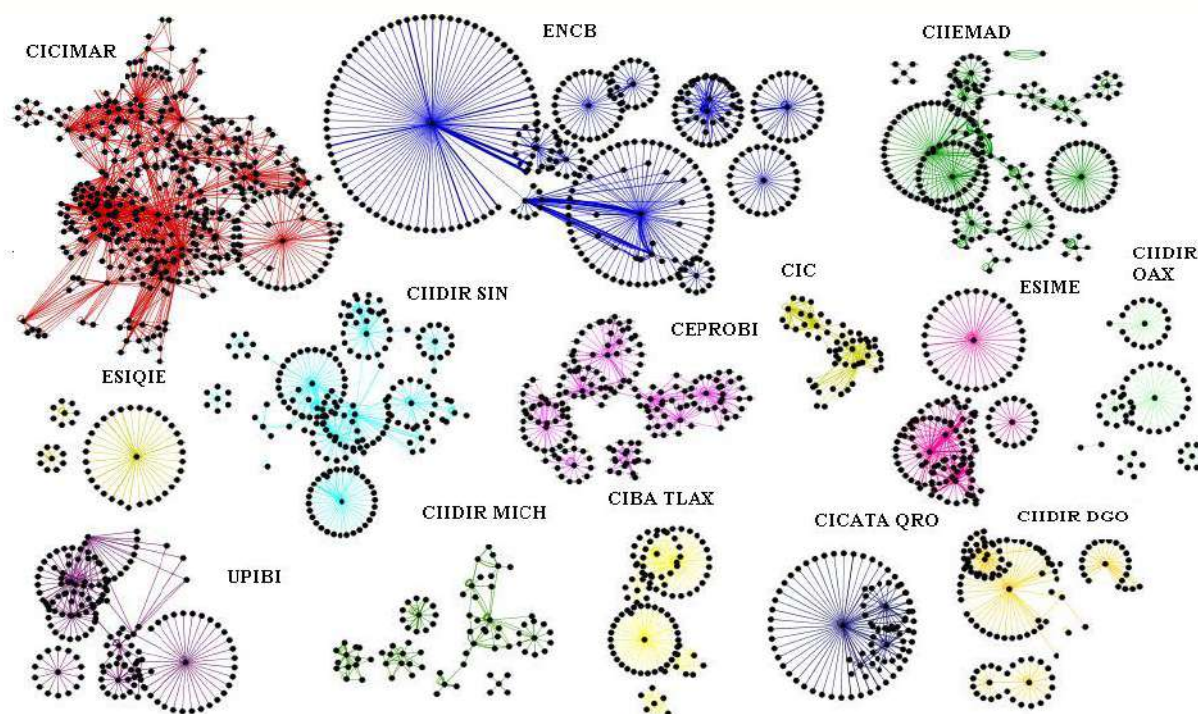 CICIMAR
ENCB
CIIEMAD
CIIDIR SIN
CIC
ESIME
CIIDIR
OAX
CEPROBI
ESIQIE
CIIDIR MICH
CIBA TLAX
CICATA QRO
CIIDIR DGO
UPIBI